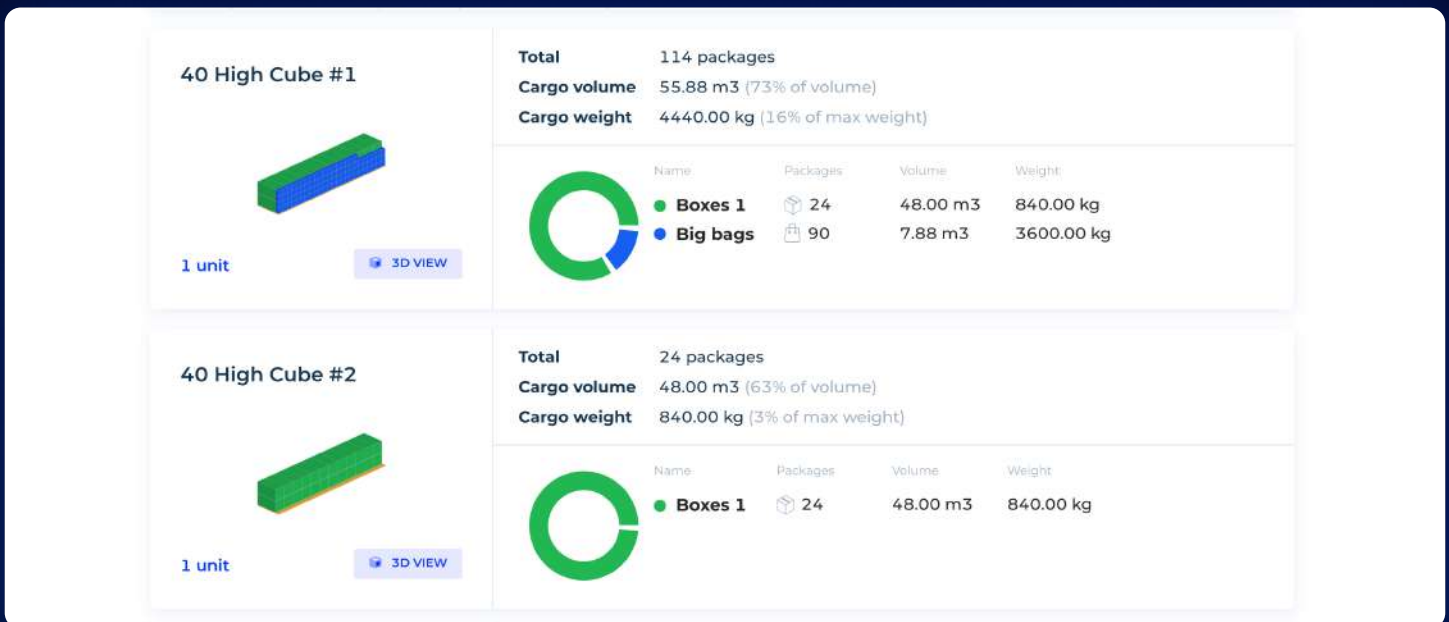 40 High Cube #1
1 unit
3D VIEW
Total 114 packages
Cargo volume 55.88 m3 (73% of volume)
Cargo weight 4440.00 kg (16% of max weight)
Name Packages Volume Weight
Boxes 1 24 48.00 m3 840.00 kg
Big bags 90 7.88 m3 3600.00 kg
40 High Cube #2
1 unit
3D VIEW
Total 24 packages
Cargo volume 48.00 m3 (63% of volume)
Cargo weight 840.00 kg (3% of max weight)
Name Packages Volume Weight
Boxes 1 24 48.00 m3 840.00 kg